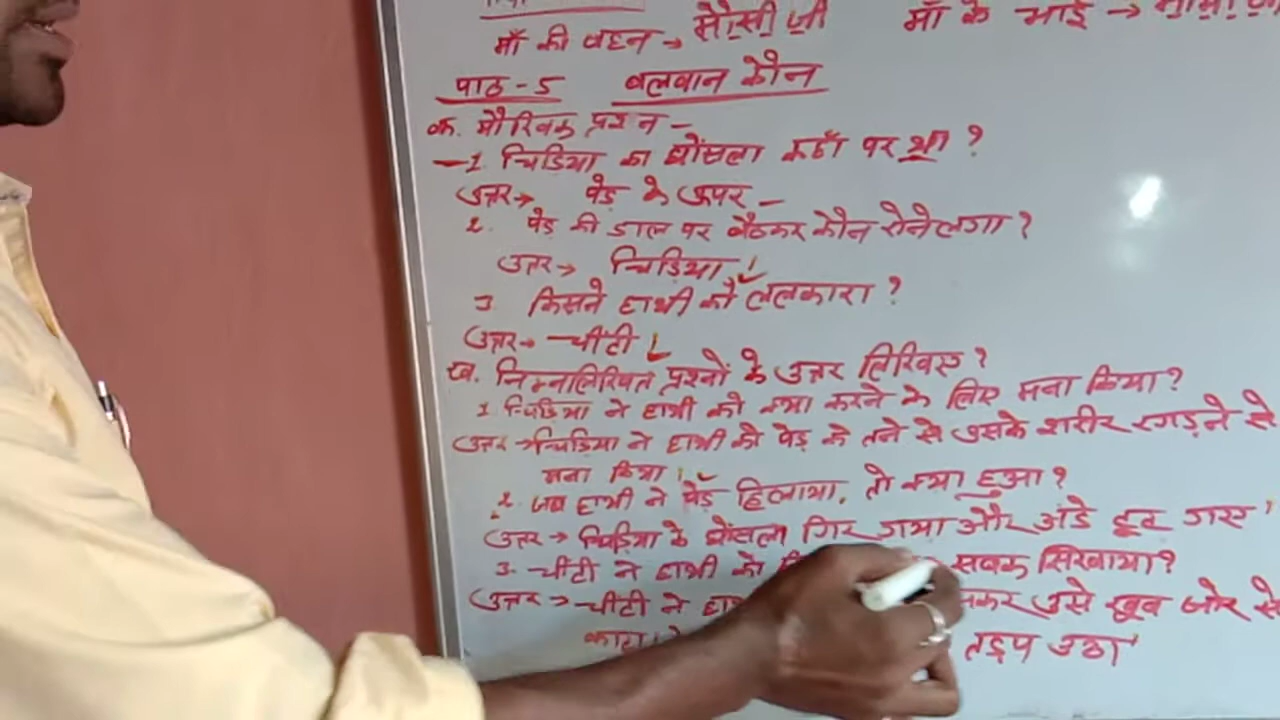 माँ की बहन → मौसी जी माँ के भाई →
पाठ-5 बलवान कौन
क. मौखिक प्रश्न -
1. चिड़िया का घोंसला कहाँ पर था ?
उत्तर→ पेड़ के ऊपर -
2. पेड़ की डाल पर बैठकर कौन रोने लगा ?
उत्तर→ चिड़िया ।
3 किसने हाथी को ललकारा ?
उत्तर→ चींटी ।
ख. निम्नलिखित प्रश्नों के उत्तर लिखिए ?
1. चिड़िया ने हाथी को क्या करने के लिए मना किया ?
उत्तर→ चिड़िया ने हाथी को पेड़ के तने से उसके शरीर रगड़ने से
मना किया ।
2. जब हाथी ने पेड़ हिलाया, तो क्या हुआ ?
उत्तर → चिड़िया के घोंसला गिर गया और अंडे टूट गए ।
3. चींटी ने हाथी को सबक सिखाया ?
उत्तर → चींटी ने उसे खूब जोर से
तड़प उठा